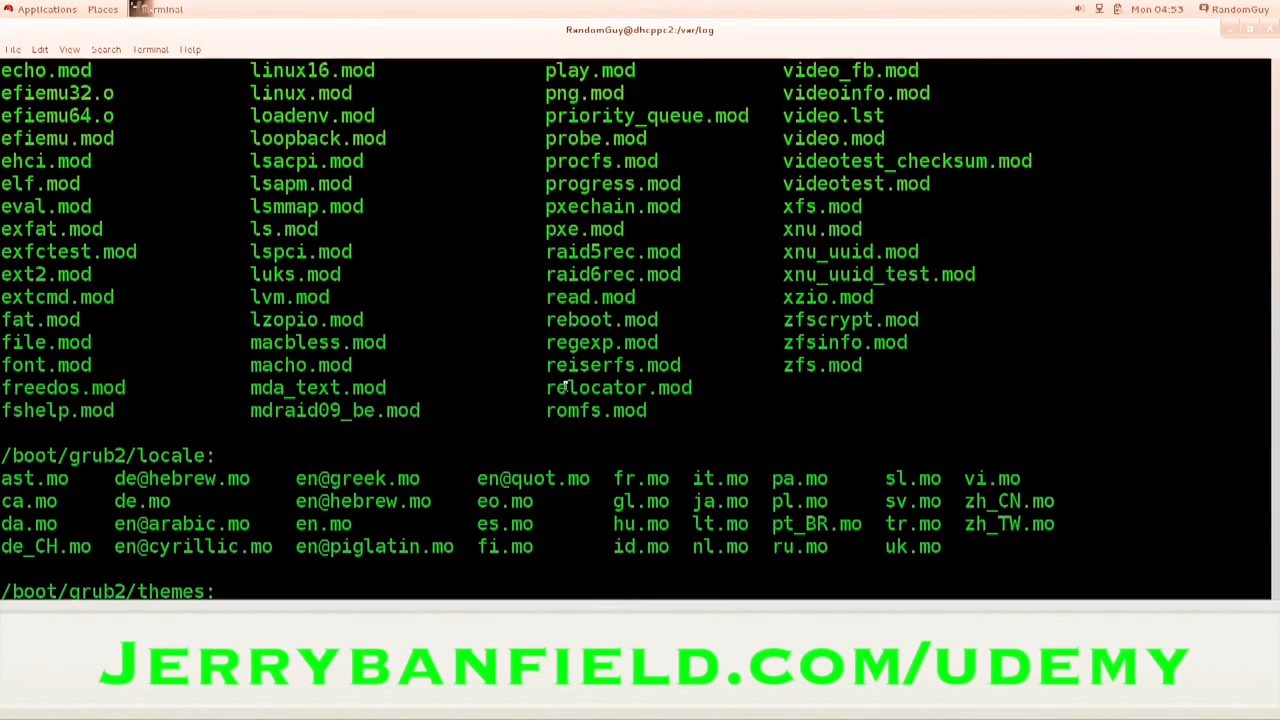 Applications Places Terminal Mon 04:53 RandomGuy
RandomGuy@dhcppc2:/var/log
File Edit View Search Terminal Help
echo.mod linux16.mod play.mod video_fb.mod
efiemu32.o linux.mod png.mod videoinfo.mod
efiemu64.o loadenv.mod priority_queue.mod video.lst
efiemu.mod loopback.mod probe.mod video.mod
ehci.mod lsacpi.mod procfs.mod videotest_checksum.mod
elf.mod lsapm.mod progress.mod videotest.mod
eval.mod lsmmap.mod pxechain.mod xfs.mod
exfat.mod ls.mod pxe.mod xnu.mod
exfctest.mod lspci.mod raid5rec.mod xnu_uuid.mod
ext2.mod luks.mod raid6rec.mod xnu_uuid_test.mod
extcmd.mod lvm.mod read.mod xzio.mod
fat.mod lzopio.mod reboot.mod zfscrypt.mod
file.mod macbless.mod regexp.mod zfsinfo.mod
font.mod macho.mod reiserfs.mod zfs.mod
freedos.mod mda_text.mod relocator.mod
fshelp.mod mdraid09_be.mod romfs.mod
/boot/grub2/locale:
ast.mo de@hebrew.mo en@greek.mo en@quot.mo fr.mo it.mo pa.mo sl.mo vi.mo
ca.mo de.mo en@hebrew.mo eo.mo gl.mo ja.mo pl.mo sv.mo zh_CN.mo
da.mo en@arabic.mo en.mo es.mo hu.mo lt.mo pt_BR.mo tr.mo zh_TW.mo
de_CH.mo en@cyrillic.mo en@piglatin.mo fi.mo id.mo nl.mo ru.mo uk.mo
/boot/grub2/themes:
JERRYBANFIELD.COM/UDEMY